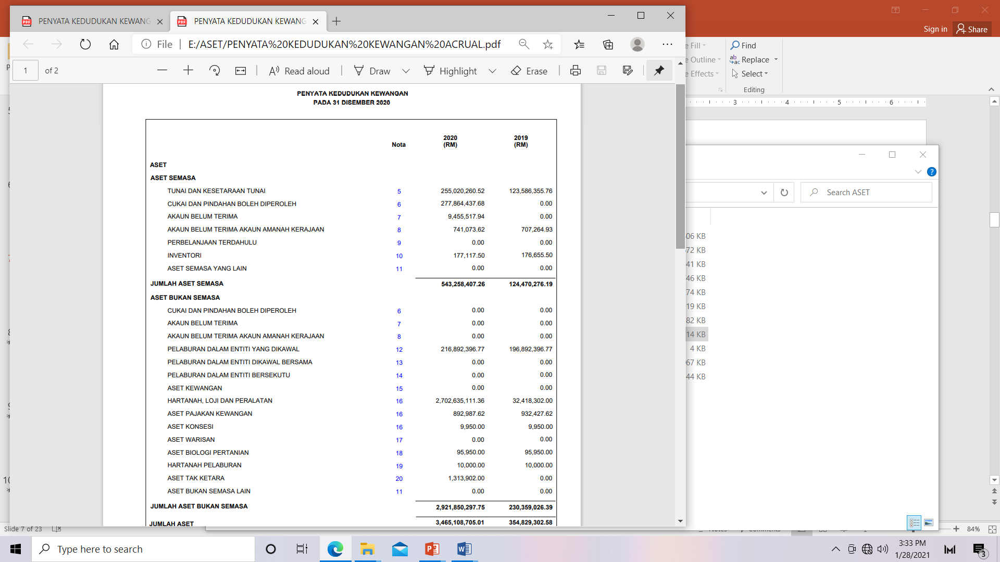 PENYATA KEDUDUKAN KEWANG
PENYATA KEDUDUKAN KEWANG
Sign in
Share
File
E:/ASET/PENYATA%20KEDUDUKAN%20KEWANGAN%20ACRUAL.pdf
1 of 2
Read aloud
Draw
Highlight
Erase
Fill
Find
Outline
Replace
Effects
Select
Editing
3 4 5 6
PENYATA KEDUDUKAN KEWANGAN
PADA 31 DISEMBER 2020
Nota 2020 (RM) 2019 (RM)
ASET
ASET SEMASA
TUNAI DAN KESETARAAN TUNAI 5 255,020,260.52 123,586,355.76
CUKAI DAN PINDAHAN BOLEH DIPEROLEH 6 277,864,437.68 0.00
AKAUN BELUM TERIMA 7 9,455,517.94 0.00
AKAUN BELUM TERIMA AKAUN AMANAH KERAJAAN 8 741,073.62 707,264.93
PERBELANJAAN TERDAHULU 9 0.00 0.00
INVENTORI 10 177,117.50 176,655.50
ASET SEMASA YANG LAIN 11 0.00 0.00
JUMLAH ASET SEMASA 543,258,407.26 124,470,276.19
ASET BUKAN SEMASA
CUKAI DAN PINDAHAN BOLEH DIPEROLEH 6 0.00 0.00
AKAUN BELUM TERIMA 7 0.00 0.00
AKAUN BELUM TERIMA AKAUN AMANAH KERAJAAN 8 0.00 0.00
PELABURAN DALAM ENTITI YANG DIKAWAL 12 216,892,396.77 196,892,396.77
PELABURAN DALAM ENTITI DIKAWAL BERSAMA 13 0.00 0.00
PELABURAN DALAM ENTITI BERSEKUTU 14 0.00 0.00
ASET KEWANGAN 15 0.00 0.00
HARTANAH, LOJI DAN PERALATAN 16 2,702,635,111.36 32,418,302.00
ASET PAJAKAN KEWANGAN 16 892,987.62 932,427.62
ASET KONSESI 16 9,950.00 9,950.00
ASET WARISAN 17 0.00 0.00
ASET BIOLOGI PERTANIAN 18 95,950.00 95,950.00
HARTANAH PELABURAN 19 10,000.00 10,000.00
ASET TAK KETARA 20 1,313,902.00 0.00
ASET BUKAN SEMASA LAIN 11 0.00 0.00
JUMLAH ASET BUKAN SEMASA 2,921,850,297.75 230,359,026.39
JUMLAH ASET 3,465,108,705.01 354,829,302.58
Search ASET
06 KB
72 KB
41 KB
46 KB
74 KB
19 KB
82 KB
14 KB
4 KB
67 KB
44 KB
Slide 7 of 23
84%
Type here to search
3:33 PM
1/28/2021
3